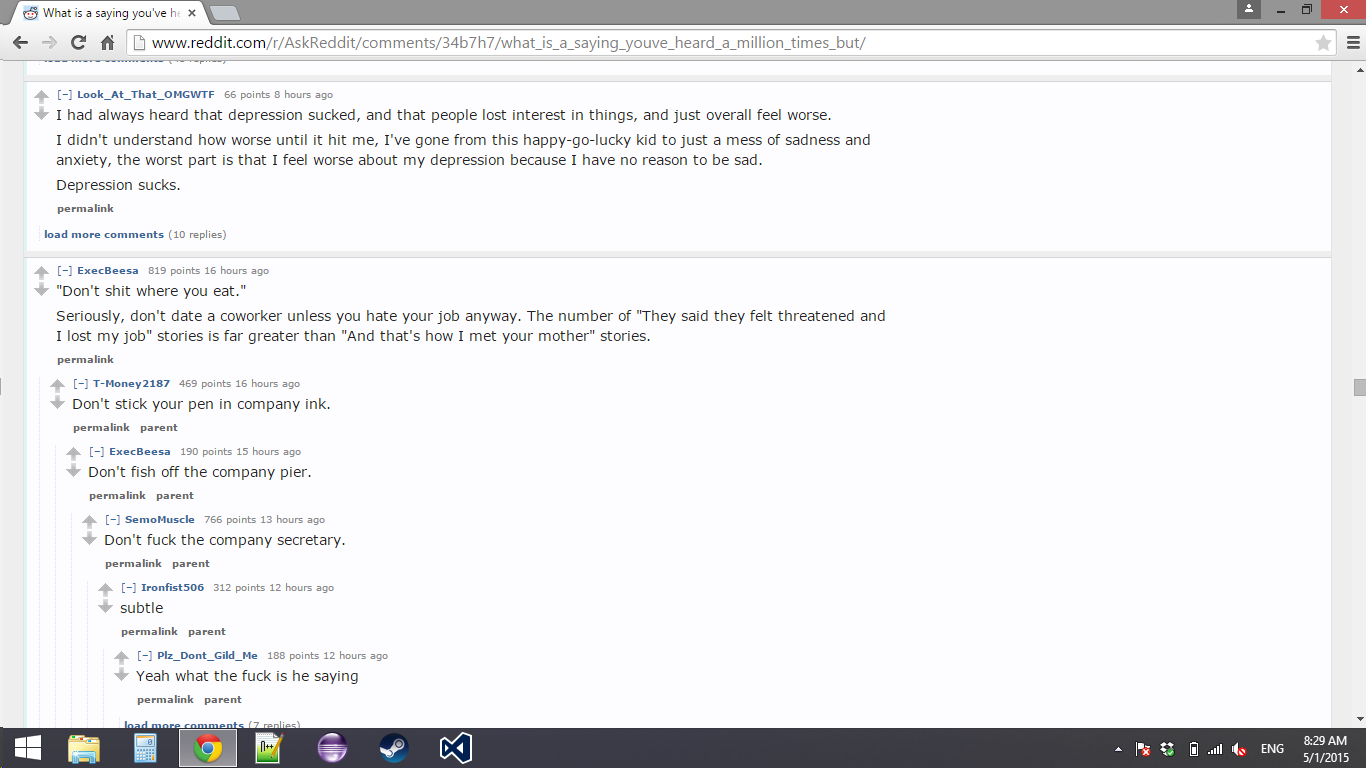 What is a saying you've he
www.reddit.com/r/AskReddit/comments/34b7h7/what_is_a_saying_youve_heard_a_million_times_but/
load more comments
[–] Look_At_That_OMGWTF 66 points 8 hours ago
I had always heard that depression sucked, and that people lost interest in things, and just overall feel worse.
I didn't understand how worse until it hit me, I've gone from this happy-go-lucky kid to just a mess of sadness and
anxiety, the worst part is that I feel worse about my depression because I have no reason to be sad.
Depression sucks.
permalink
load more comments (10 replies)
[–] ExecBeesa 819 points 16 hours ago
"Don't shit where you eat."
Seriously, don't date a coworker unless you hate your job anyway. The number of "They said they felt threatened and
I lost my job" stories is far greater than "And that's how I met your mother" stories.
permalink
[–] T-Money2187 469 points 16 hours ago
Don't stick your pen in company ink.
permalink parent
[–] ExecBeesa 190 points 15 hours ago
Don't fish off the company pier.
permalink parent
[–] SemoMuscle 766 points 13 hours ago
Don't fuck the company secretary.
permalink parent
[–] Ironfist506 312 points 12 hours ago
subtle
permalink parent
[–] Plz_Dont_Gild_Me 188 points 12 hours ago
Yeah what the fuck is he saying
permalink parent
load more comments (7 replies)
N++
ENG
8:29 AM
5/1/2015